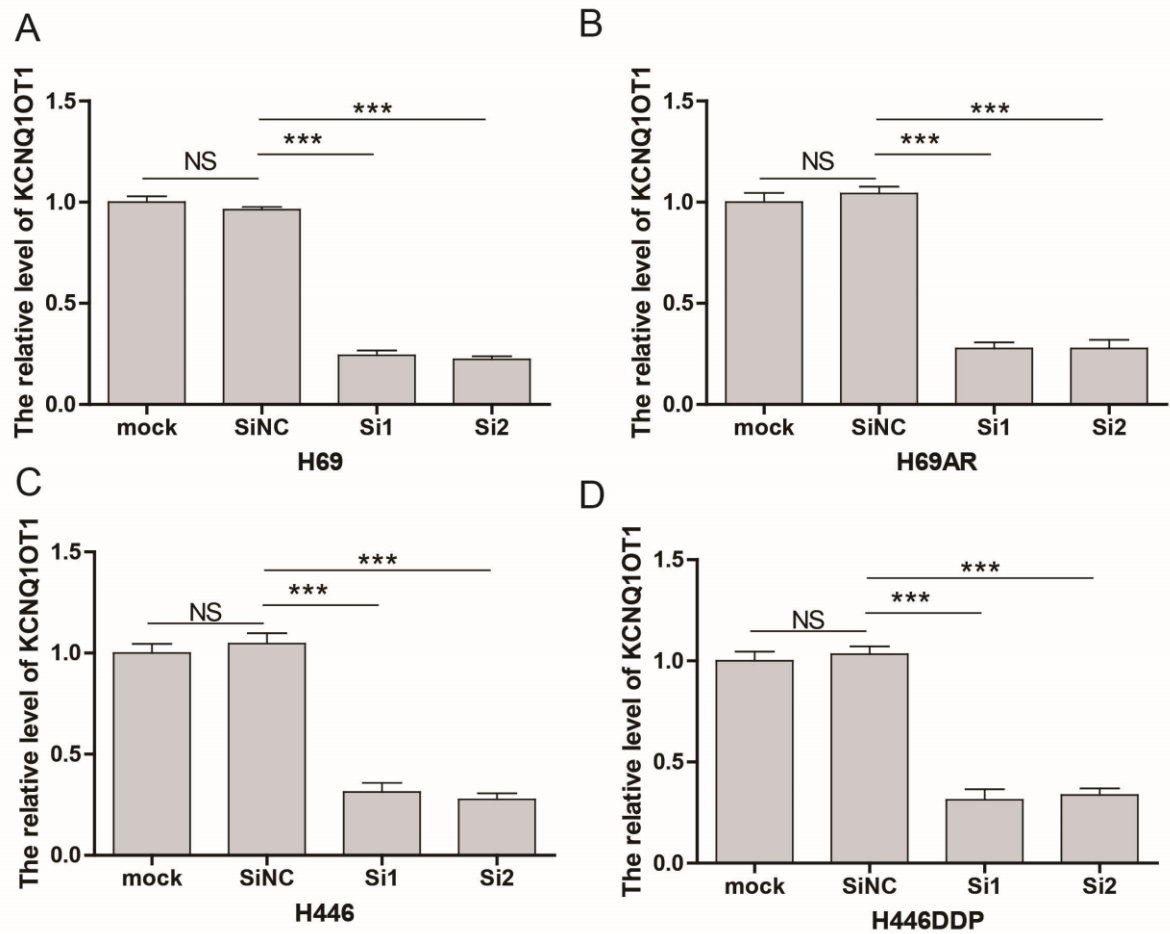 A
The relative level of KCNQ1OT1
1.5
1.0
0.5
0.0
NS
***
***
mock SiNC Si1 Si2
H69
B
The relative level of KCNQ1OT1
1.5
1.0
0.5
0.0
NS
***
***
mock SiNC Si1 Si2
H69AR
C
The relative level of KCNQ1OT1
1.5
1.0
0.5
0.0
NS
***
***
mock SiNC Si1 Si2
H446
D
The relative level of KCNQ1OT1
1.5
1.0
0.5
0.0
NS
***
***
mock SiNC Si1 Si2
H446DDP